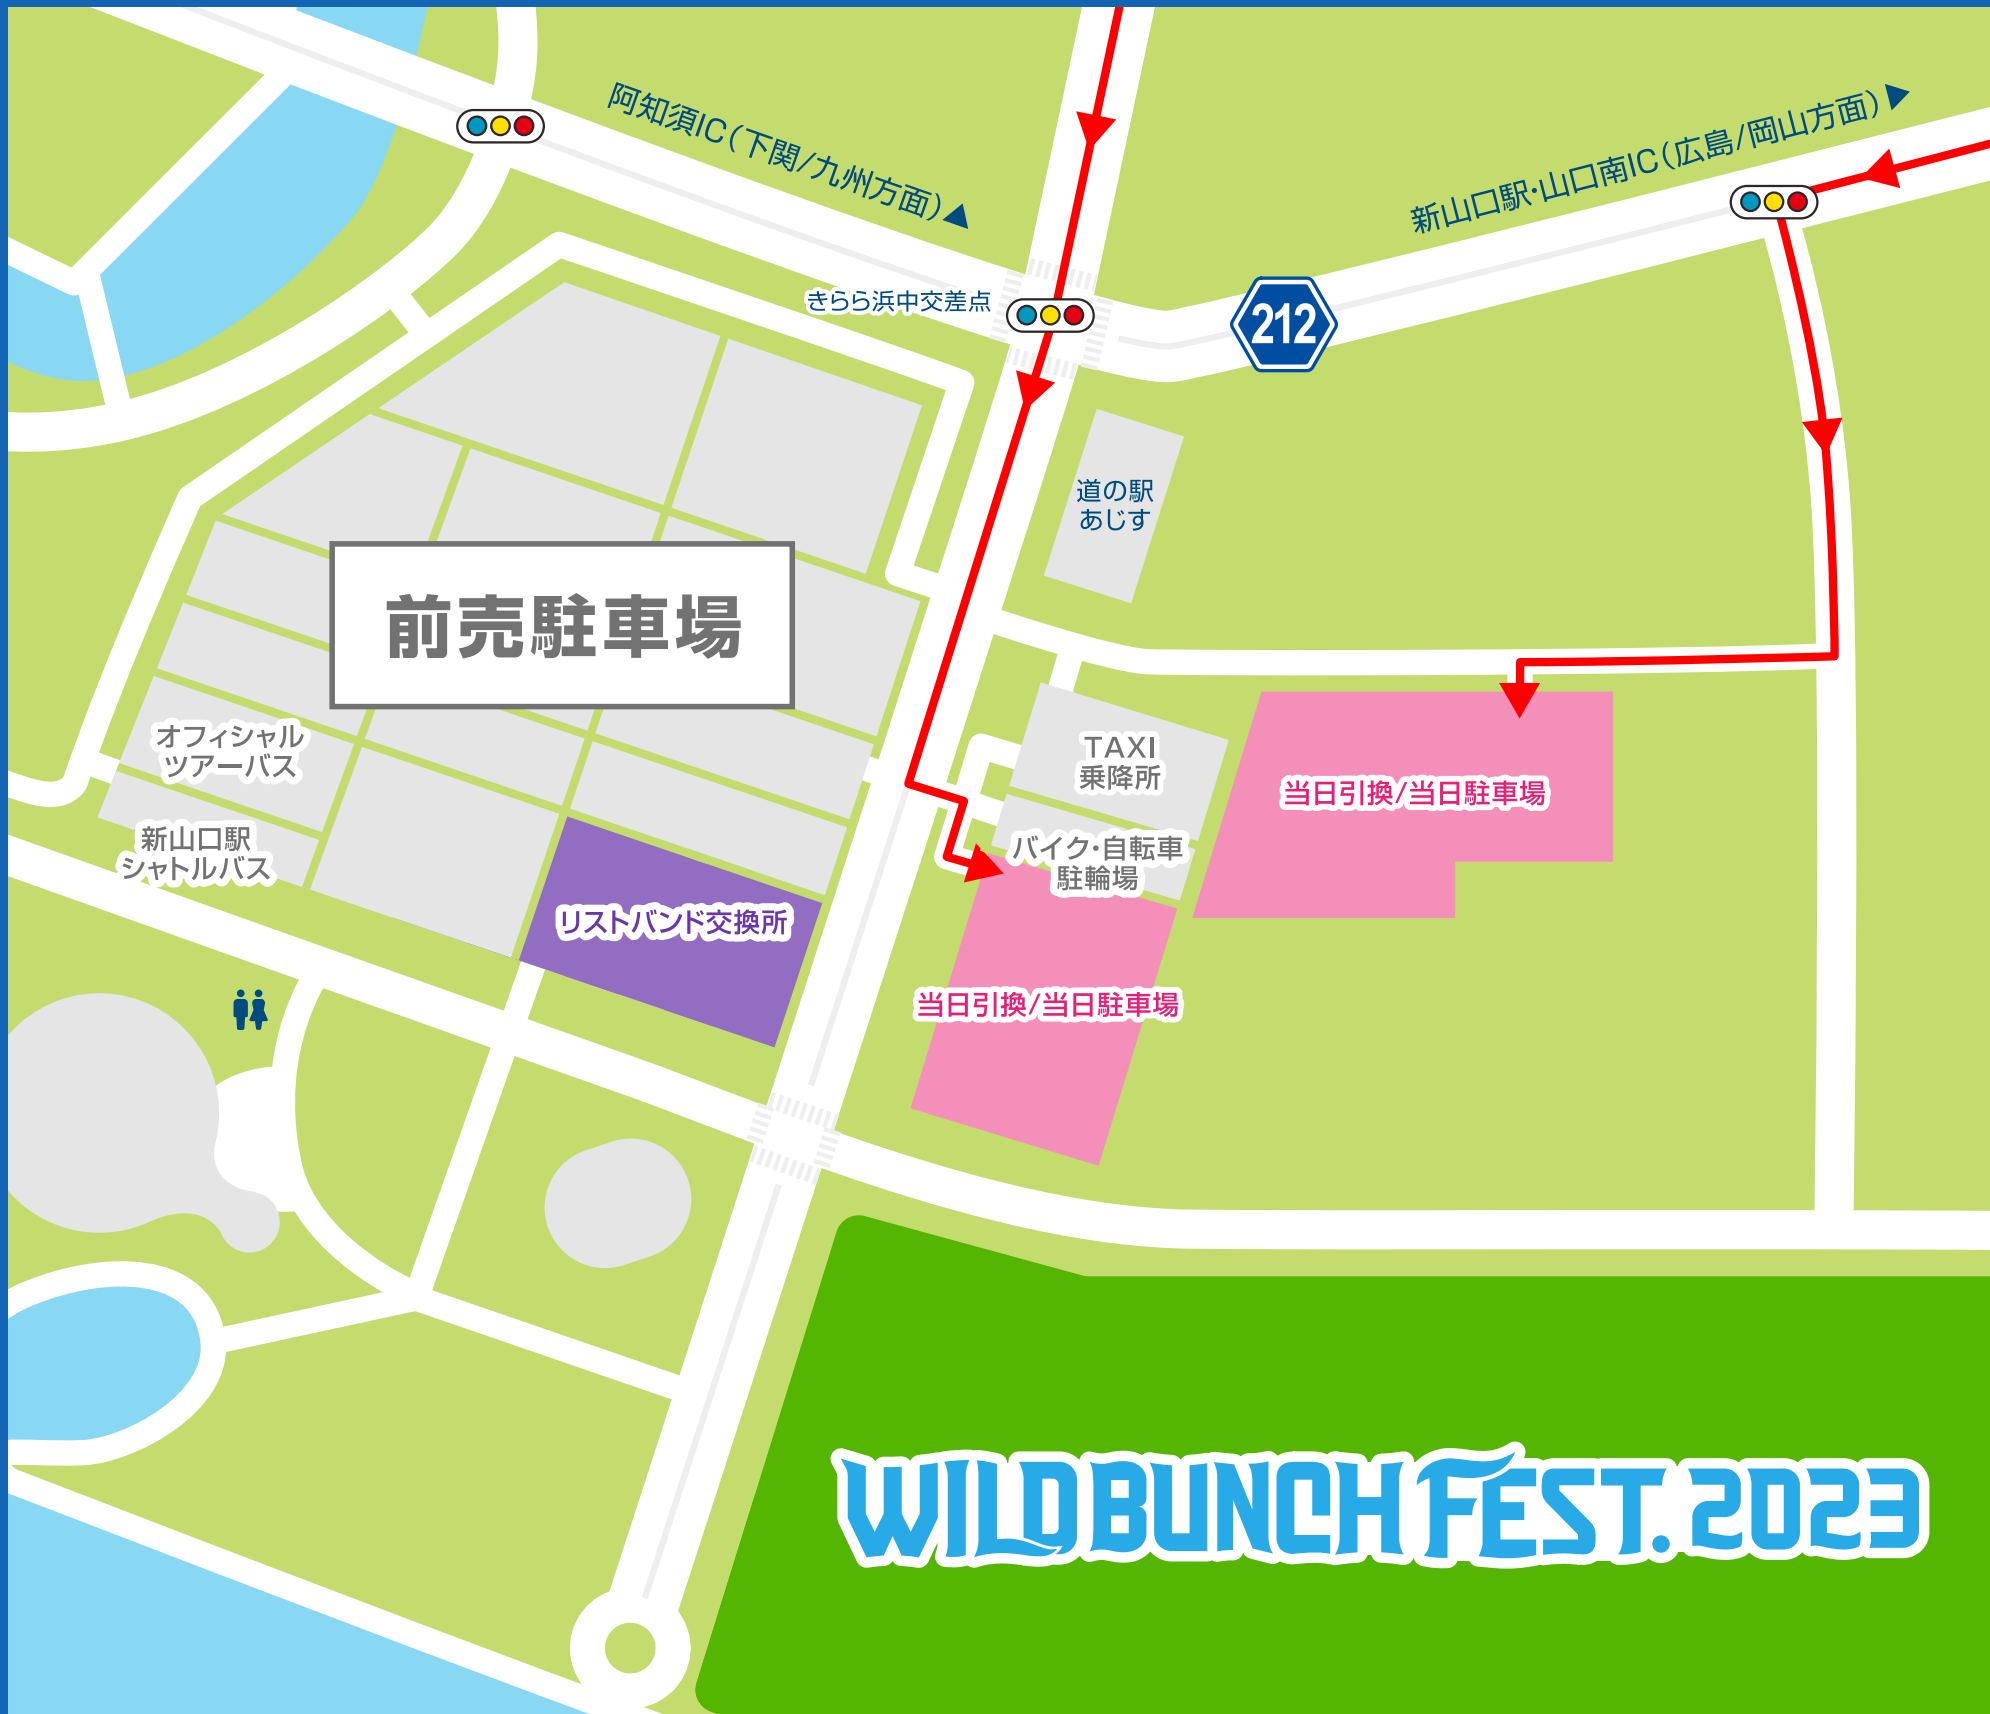 阿知須IC(下関/九州方面)▲
新山口駅・山口南IC(広島/岡山方面)▶
きらら浜中交差点
212
道の駅
あじす
前売駐車場
オフィシャル
ツアーバス
TAXI
乗降所
当日引換/当日駐車場
新山口駅
シャトルバス
バイク・自転車
駐輪場
リストバンド交換所
当日引換/当日駐車場
WILD BUNCH FEST. 2023